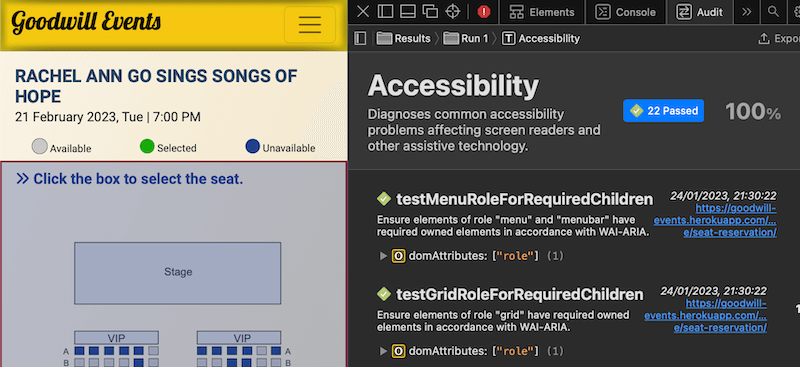 Goodwill Events
RACHEL ANN GO SINGS SONGS OF
HOPE
21 February 2023, Tue | 7:00 PM
Available
Selected
Unavailable
Click the box to select the seat.
Stage
VIP
VIP
A
A
B
B
Elements
Console
Audit
Results
Run 1
T Accessibility
Expor
Accessibility
Diagnoses common accessibility
problems affecting screen readers and
other assistive technology.
22 Passed
100%
testMenuRoleForRequiredChildren
Ensure elements of role "menu" and "menubar" have
required owned elements in accordance with WAI-ARIA.
24/01/2023, 21:30:22
https://goodwill-
events.herokuapp.com/…
e/seat-reservation/
O domAttributes: ["role"] (1)
testGridRoleForRequiredChildren
Ensure elements of role "grid" have required owned
elements in accordance with WAI-ARIA.
24/01/2023, 21:30:22
https://goodwill-
events.herokuapp.com/…
e/seat-reservation/
1
O domAttributes: ["role"] (1)